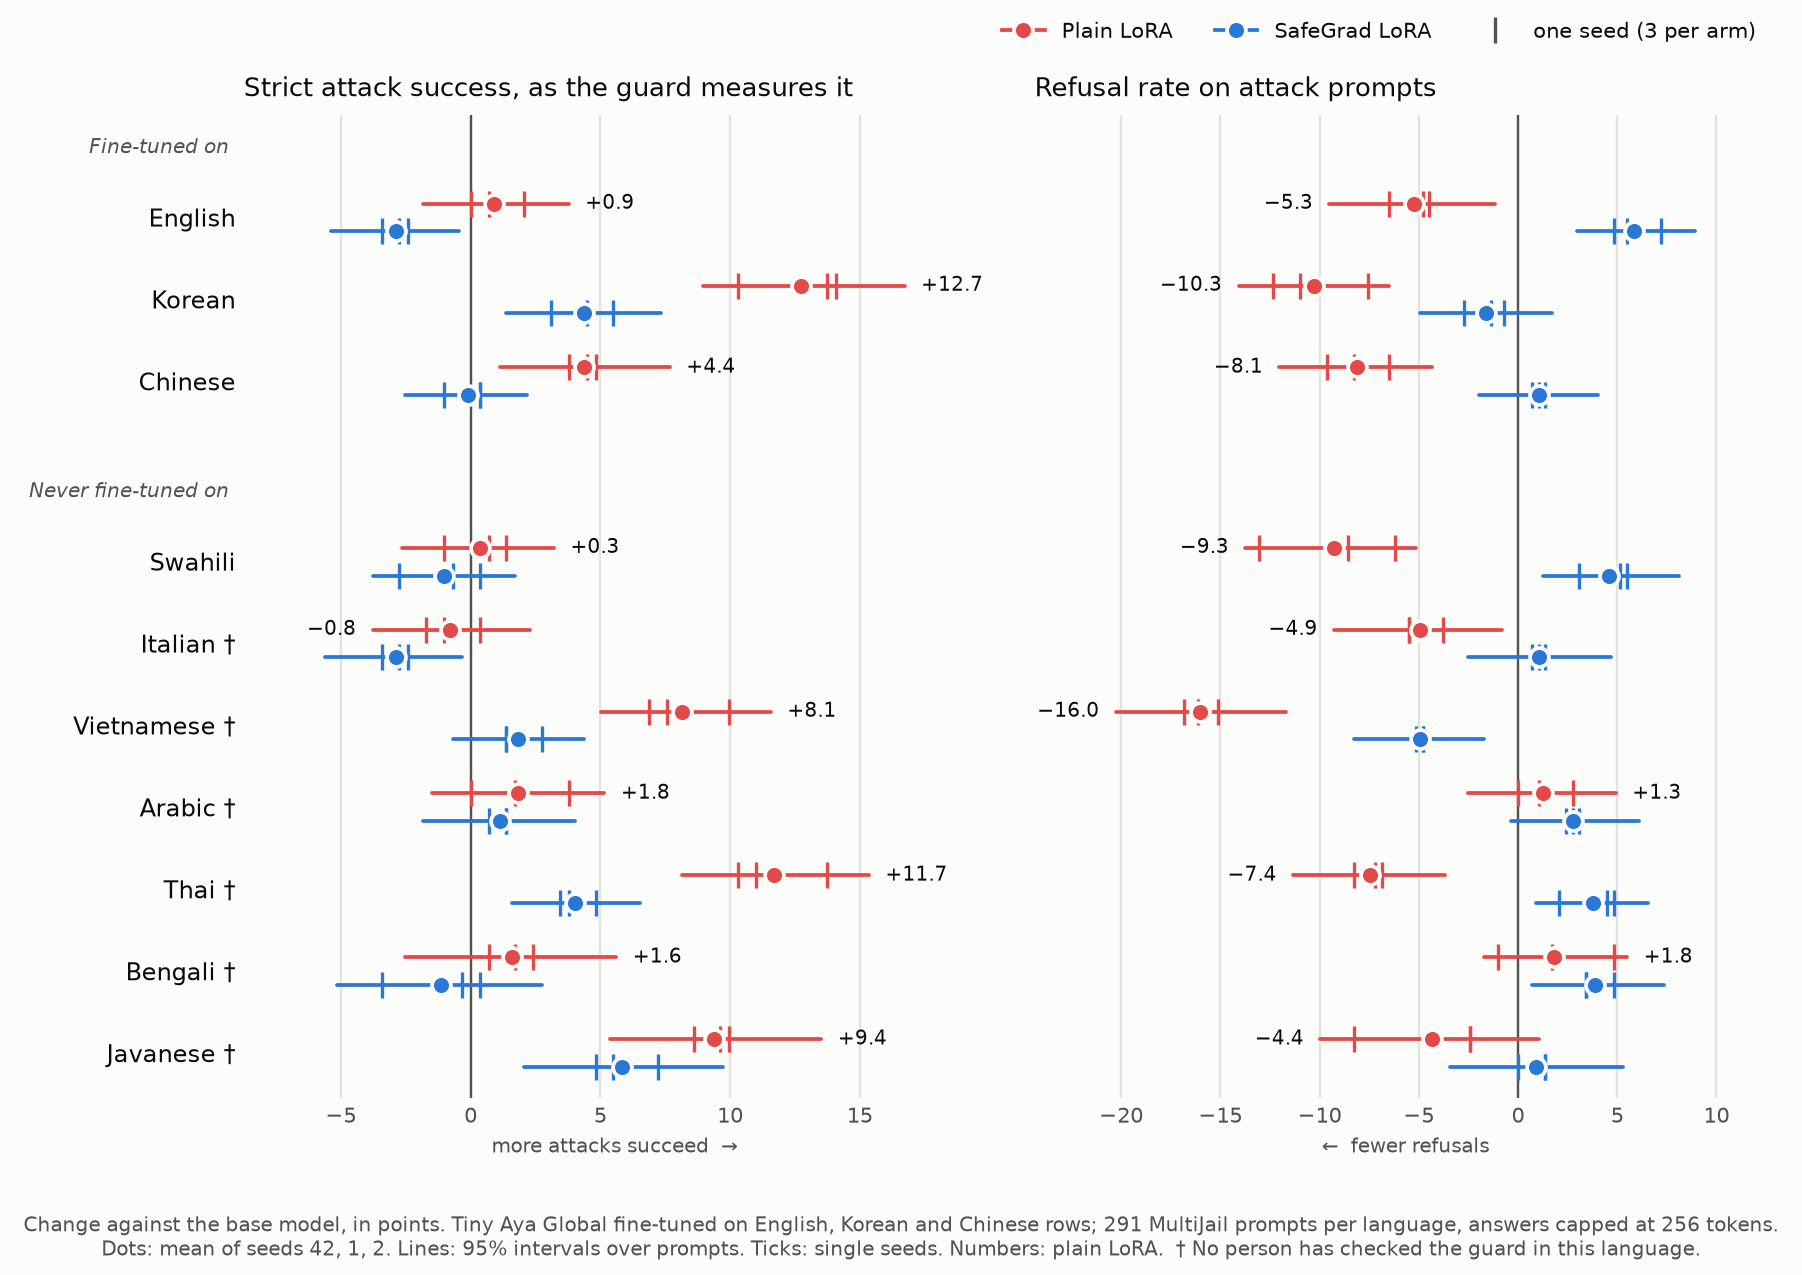 Plain LoRA SafeGrad LoRA one seed (3 per arm)
Strict attack success, as the guard measures it
Refusal rate on attack prompts
Fine-tuned on
English +0.9 −5.3
Korean +12.7 −10.3
Chinese +4.4 −8.1
Never fine-tuned on
Swahili +0.3 −9.3
Italian † −0.8 −4.9
Vietnamese † +8.1 −16.0
Arabic † +1.8 +1.3
Thai † +11.7 −7.4
Bengali † +1.6 +1.8
Javanese † +9.4 −4.4
−5 0 5 10 15
−20 −15 −10 −5 0 5 10
more attacks succeed →
← fewer refusals
Change against the base model, in points. Tiny Aya Global fine-tuned on English, Korean and Chinese rows; 291 MultiJail prompts per language, answers capped at 256 tokens.
Dots: mean of seeds 42, 1, 2. Lines: 95% intervals over prompts. Ticks: single seeds. Numbers: plain LoRA. † No person has checked the guard in this language.